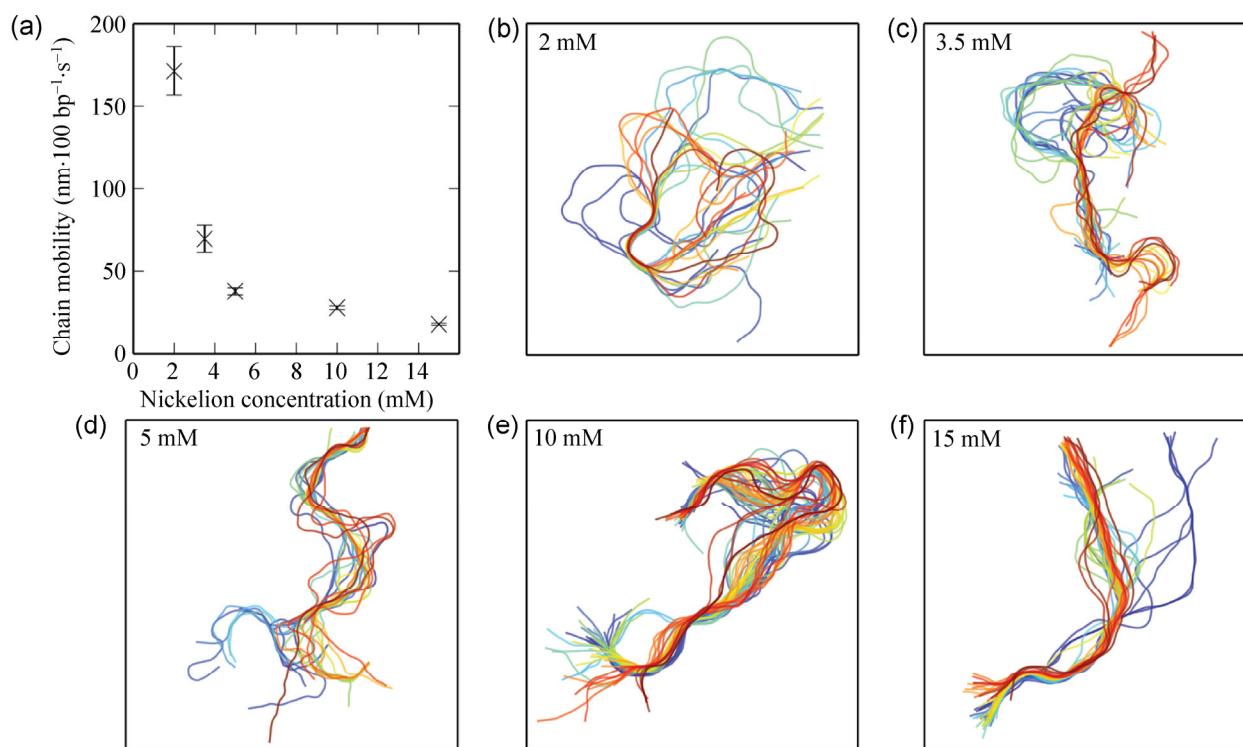 (a)
200
150
100
50
0
Chain mobility (nm·100 bp⁻¹·s⁻¹)
0 2 4 6 8 10 12 14
Nickelion concentration (mM)
(b)
2 mM
(c)
3.5 mM
(d)
5 mM
(e)
10 mM
(f)
15 mM